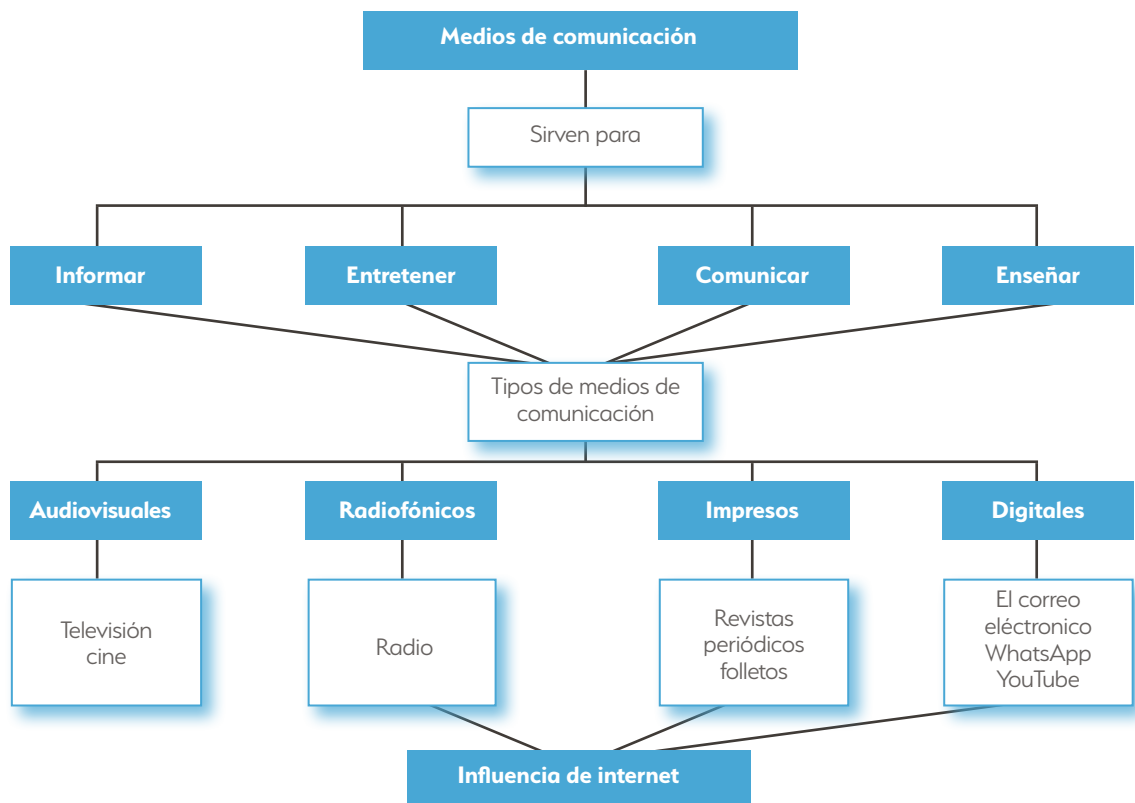 Medios de comunicación
Sirven para
Informar
Entretener
Comunicar
Enseñar
Tipos de medios de
comunicación
Audiovisuales
Radiofónicos
Impresos
Digitales
Televisión
cine
Radio
Revistas
periódicos
folletos
El correo
eléctronico
WhatsApp
YouTube
Influencia de internet